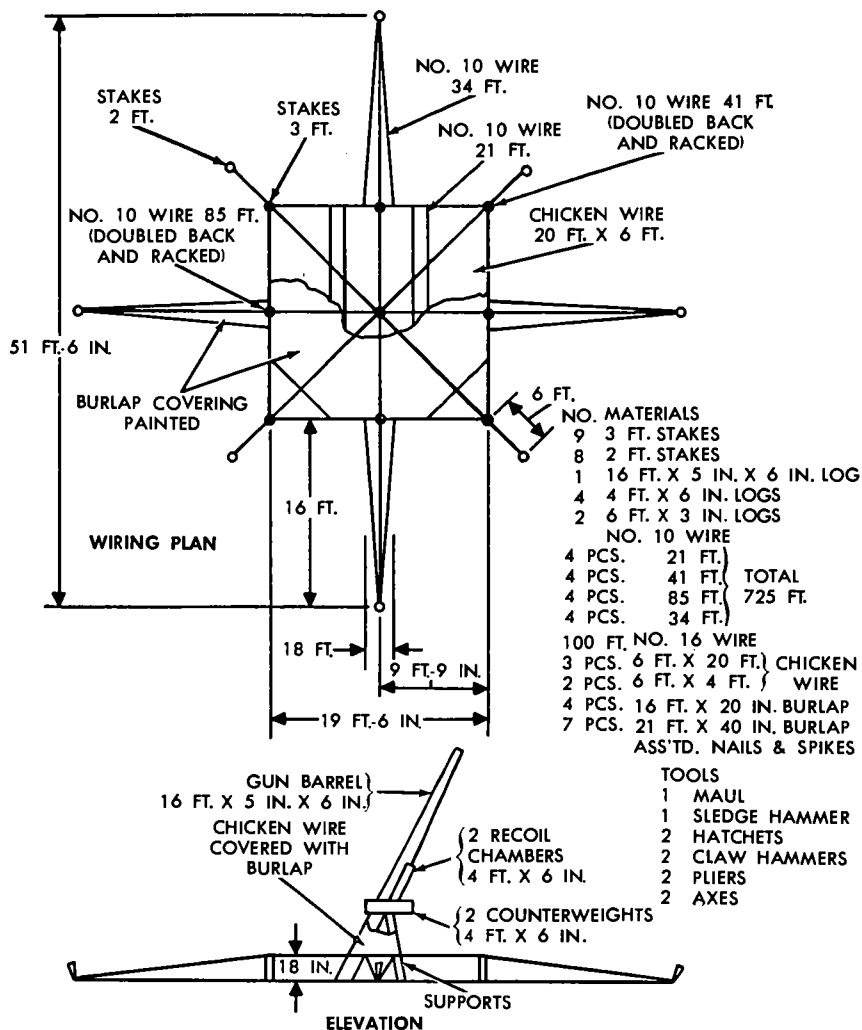 NO. 10 WIRE
34 FT.
STAKES
2 FT.
STAKES
3 FT.
NO. 10 WIRE
21 FT.
NO. 10 WIRE 41 FT.
(DOUBLED BACK
AND RACKED)
NO. 10 WIRE 85 FT.
(DOUBLED BACK
AND RACKED)
CHICKEN WIRE
20 FT. X 6 FT.
51 FT.-6 IN.
BURLAP COVERING
PAINTED
6 FT.
16 FT.
WIRING PLAN
18 FT.
9 FT.-9 IN.
19 FT.-6 IN.
NO. MATERIALS
9 3 FT. STAKES
8 2 FT. STAKES
1 16 FT. X 5 IN. X 6 IN. LOG
4 4 FT. X 6 IN. LOGS
2 6 FT. X 3 IN. LOGS
NO. 10 WIRE
4 PCS. 21 FT.
4 PCS. 41 FT. TOTAL
4 PCS. 85 FT. 725 FT.
4 PCS. 34 FT.
100 FT. NO. 16 WIRE
3 PCS. 6 FT. X 20 FT. CHICKEN
2 PCS. 6 FT. X 4 FT. WIRE
4 PCS. 16 FT. X 20 IN. BURLAP
7 PCS. 21 FT. X 40 IN. BURLAP
ASS'TD. NAILS & SPIKES
TOOLS
1 MAUL
1 SLEDGE HAMMER
2 HATCHETS
2 CLAW HAMMERS
2 PLIERS
2 AXES
GUN BARREL
16 FT. X 5 IN. X 6 IN.
CHICKEN WIRE
COVERED WITH
BURLAP
2 RECOIL
CHAMBERS
4 FT. X 6 IN.
2 COUNTERWEIGHTS
4 FT. X 6 IN.
18 IN.
SUPPORTS
ELEVATION